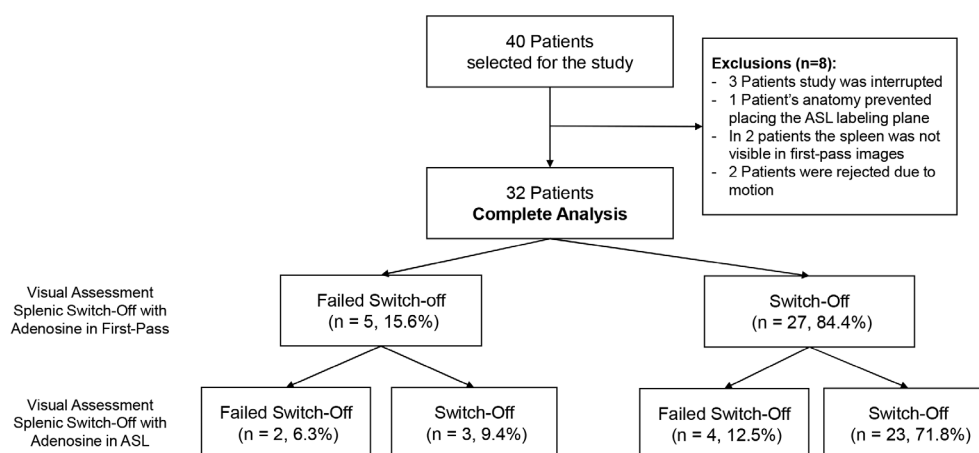 40 Patients
selected for the study
Exclusions (n=8):
- 3 Patients study was interrupted
- 1 Patient's anatomy prevented
placing the ASL labeling plane
- In 2 patients the spleen was not
visible in first-pass images
- 2 Patients were rejected due to
motion
32 Patients
Complete Analysis
Visual Assessment
Splenic Switch-Off with
Adenosine in First-Pass
Failed Switch-off
(n = 5, 15.6%)
Switch-Off
(n = 27, 84.4%)
Visual Assessment
Splenic Switch-Off with
Adenosine in ASL
Failed Switch-Off
(n = 2, 6.3%)
Switch-Off
(n = 3, 9.4%)
Failed Switch-Off
(n = 4, 12.5%)
Switch-Off
(n = 23, 71.8%)